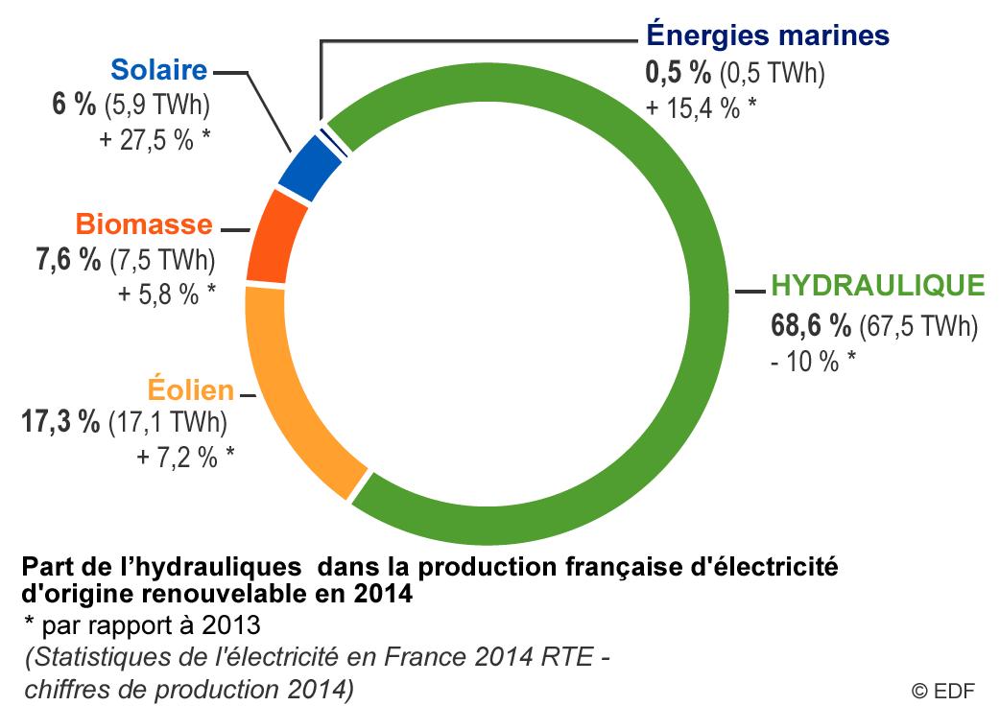 Énergies marines
0,5 % (0,5 TWh)
+ 15,4 % *
Solaire
6 % (5,9 TWh)
+ 27,5 % *
Biomasse
7,6 % (7,5 TWh)
+ 5,8 % *
HYDRAULIQUE
68,6 % (67,5 TWh)
- 10 % *
Éolien
17,3 % (17,1 TWh)
+ 7,2 % *
Part de l’hydrauliques dans la production française d'électricité
d'origine renouvelable en 2014
* par rapport à 2013
(Statistiques de l'électricité en France 2014 RTE -
chiffres de production 2014)
© EDF